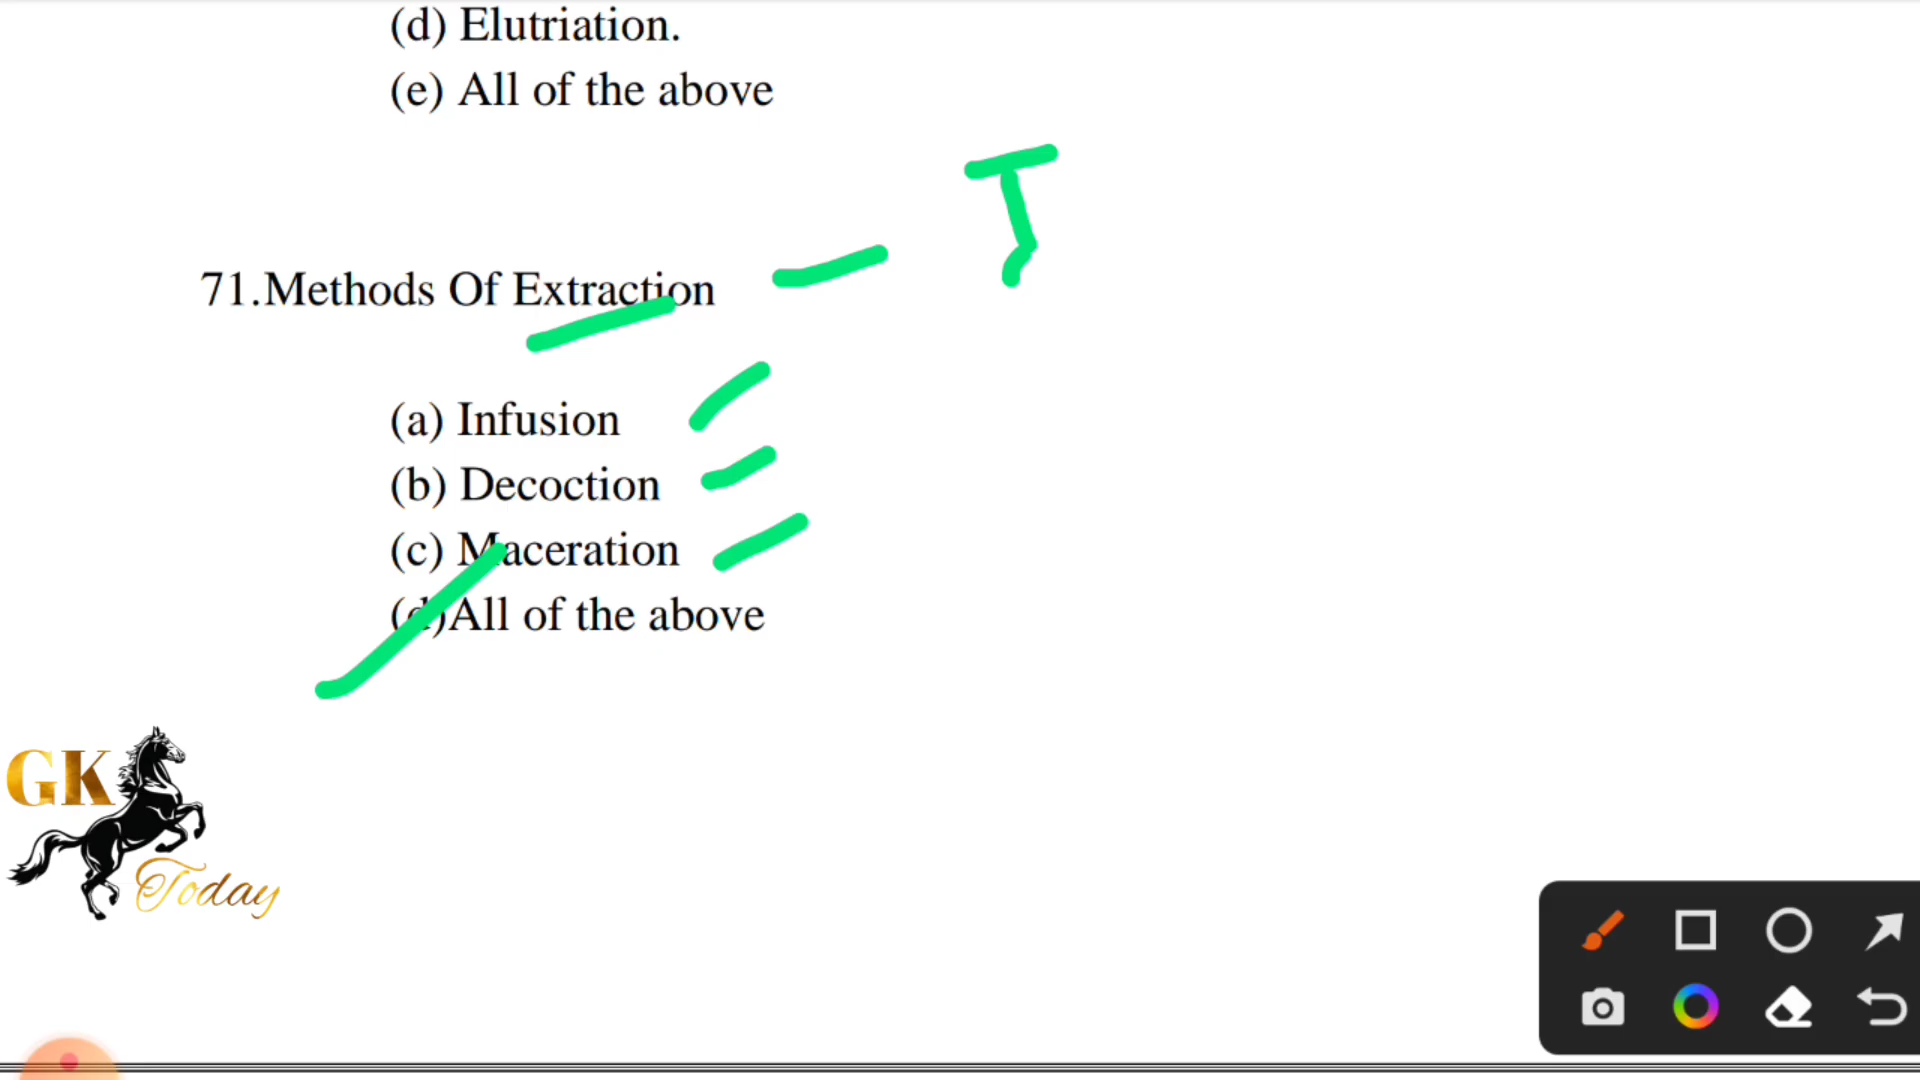 (d) Elutriation.
(e) All of the above
71.Methods Of Extraction
(a) Infusion
(b) Decoction
(c) Maceration
(d)All of the above
GK
Today